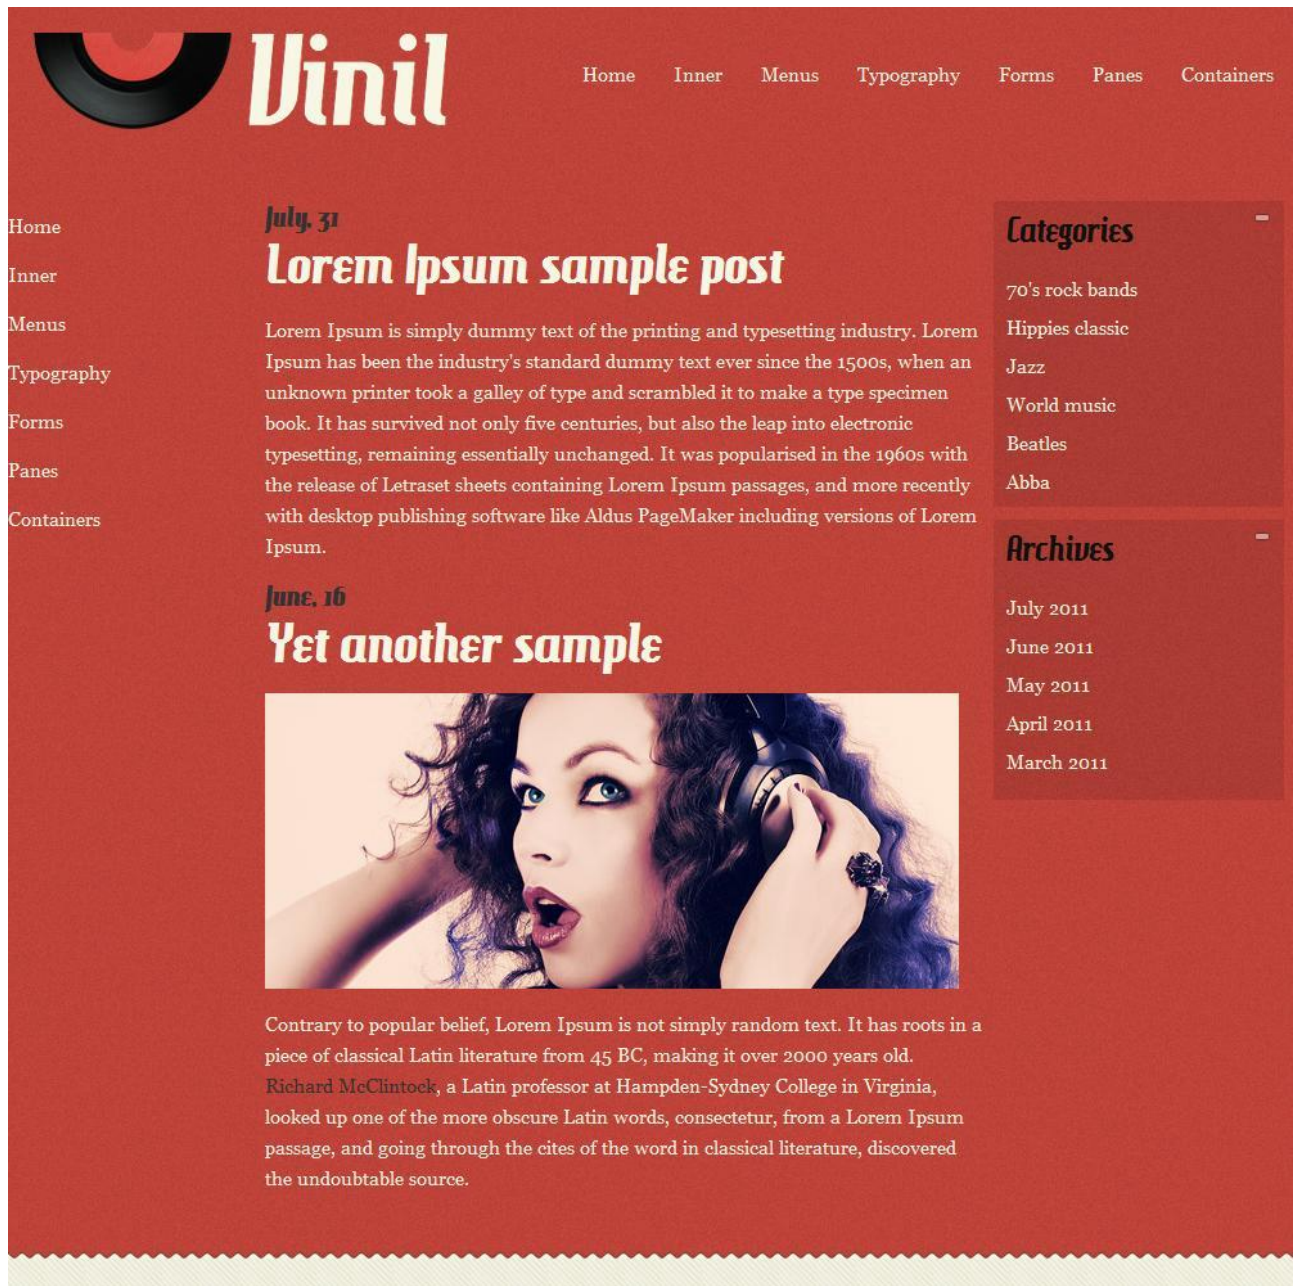 Vinil
Home Inner Menus Typography Forms Panes Containers
Home
Inner
Menus
Typography
Forms
Panes
Containers
July, 31
Lorem Ipsum sample post
Lorem Ipsum is simply dummy text of the printing and typesetting industry. Lorem
Ipsum has been the industry's standard dummy text ever since the 1500s, when an
unknown printer took a galley of type and scrambled it to make a type specimen
book. It has survived not only five centuries, but also the leap into electronic
typesetting, remaining essentially unchanged. It was popularised in the 1960s with
the release of Letraset sheets containing Lorem Ipsum passages, and more recently
with desktop publishing software like Aldus PageMaker including versions of Lorem
Ipsum.
June, 16
Yet another sample
Contrary to popular belief, Lorem Ipsum is not simply random text. It has roots in a
piece of classical Latin literature from 45 BC, making it over 2000 years old.
Richard McClintock, a Latin professor at Hampden-Sydney College in Virginia,
looked up one of the more obscure Latin words, consectetur, from a Lorem Ipsum
passage, and going through the cites of the word in classical literature, discovered
the undoubtable source.
Categories
70's rock bands
Hippies classic
Jazz
World music
Beatles
Abba
Archives
July 2011
June 2011
May 2011
April 2011
March 2011